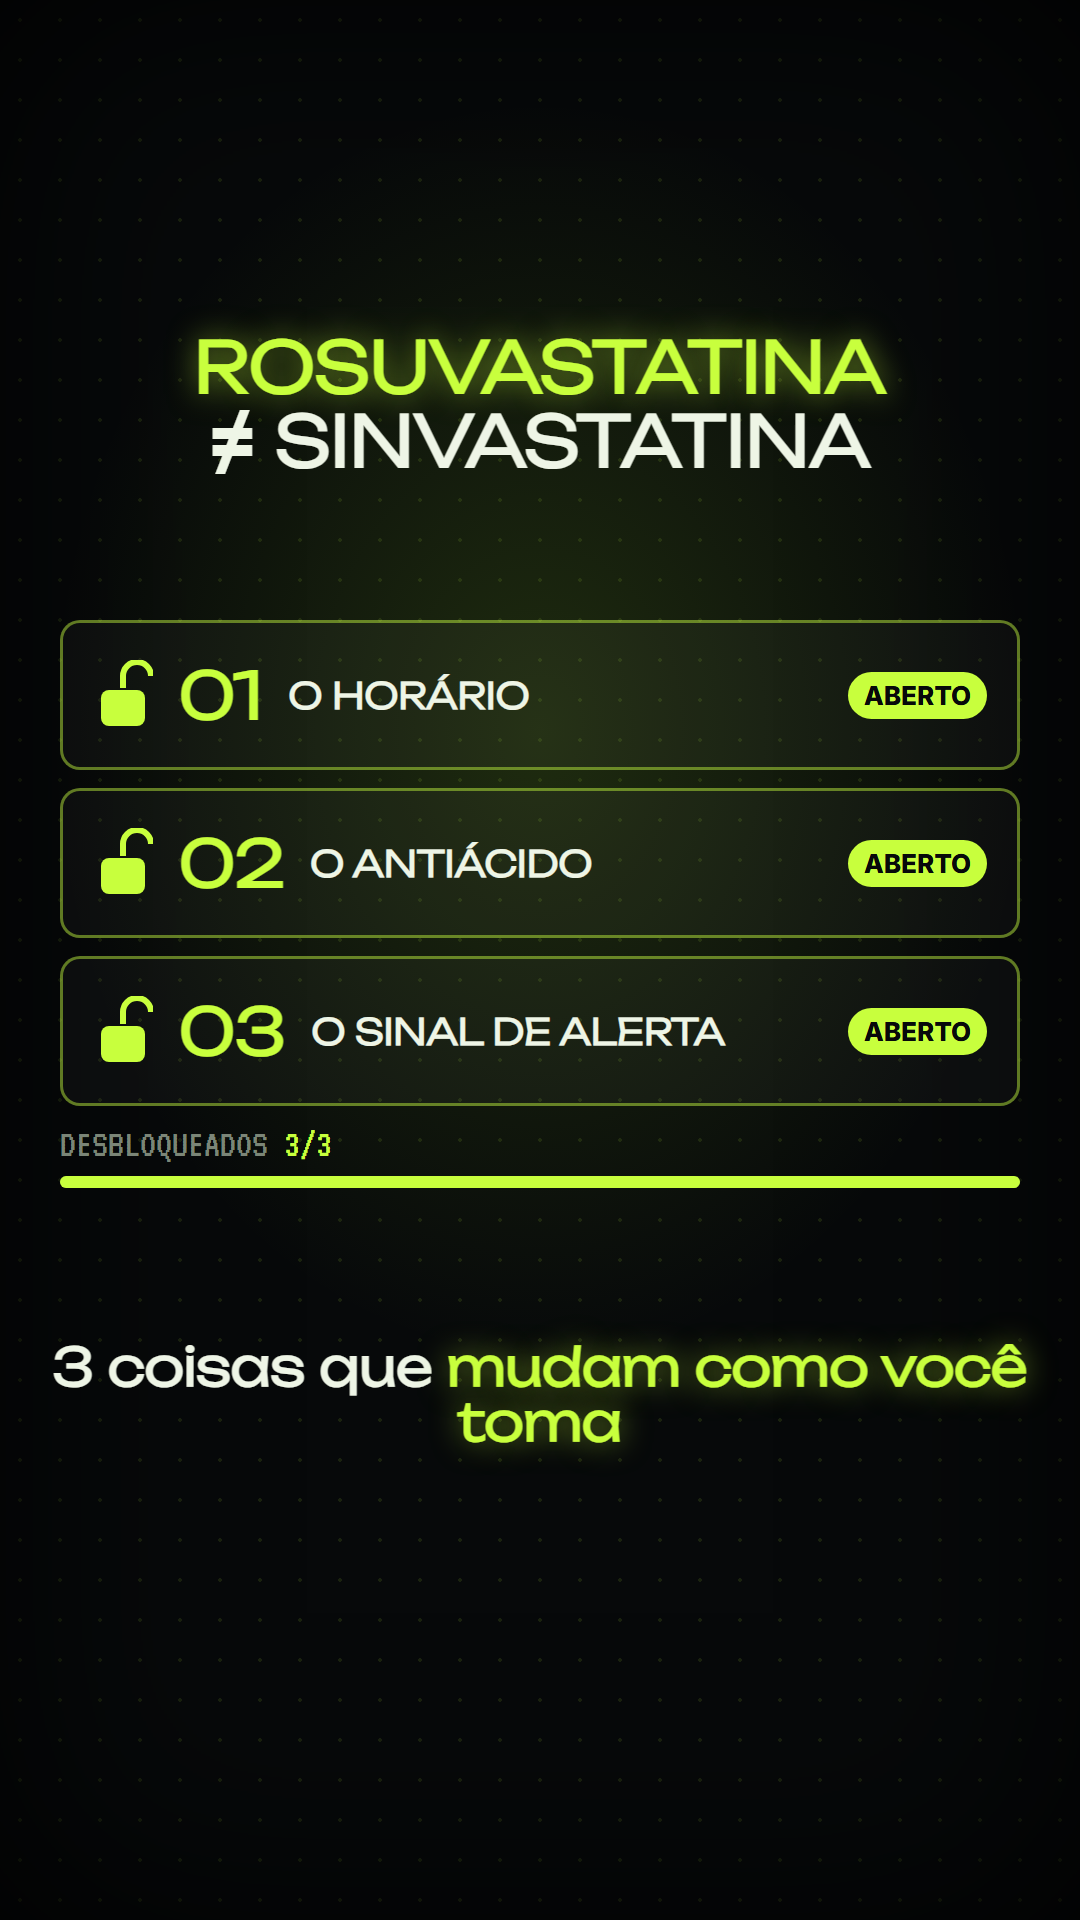 ROSUVASTATINA
≠ SINVASTATINA
01 O HORÁRIO ABERTO
02 O ANTIÁCIDO ABERTO
03 O SINAL DE ALERTA ABERTO
DESBLOQUEADOS 3/3
3 coisas que mudam como você
toma